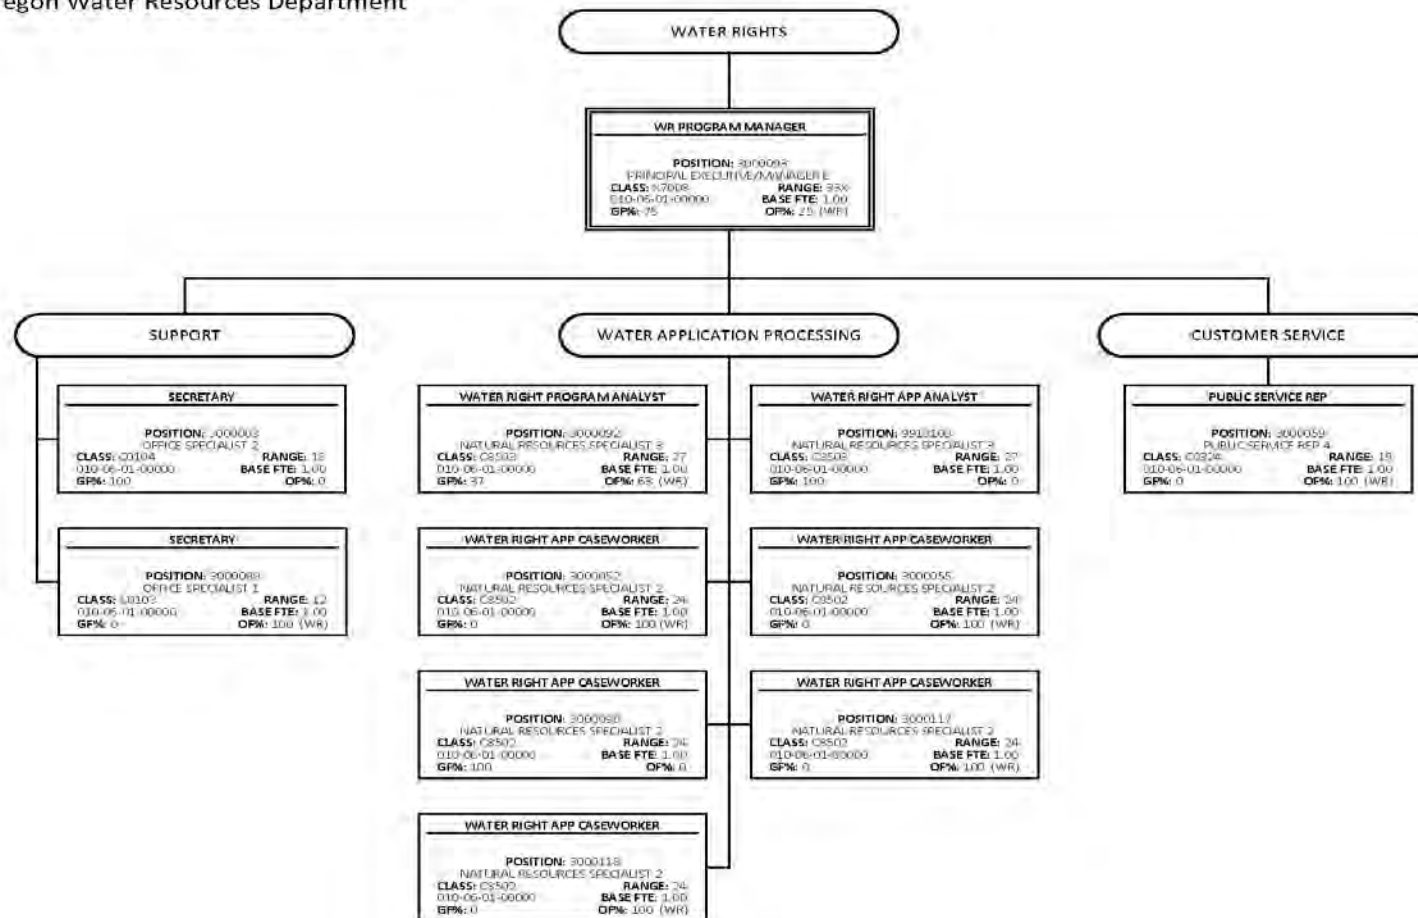 regon Water Resources Department
WATER RIGHTS
WR PROGRAM MANAGER
POSITION: 3000093
PRINCIPAL EXECUTIVE/MANAGER E
CLASS: X7008 RANGE: 33X
010-06-01-00000 BASE FTE: 1.00
GF%: 75 OF%: 25 (WR)
SUPPORT
WATER APPLICATION PROCESSING
CUSTOMER SERVICE
SECRETARY
POSITION:
OFFICE SPECIALIST 2
CLASS: C0104 RANGE:
010-06-01-00000 BASE FTE: 1.00
GF%: 100 OF%: 0
SECRETARY
POSITION:
OFFICE SPECIALIST 1
CLASS: C0103 RANGE: 12
010-06-01-00000 BASE FTE: 1.00
GF%: 0 OF%: 100 (WR)
WATER RIGHT PROGRAM ANALYST
POSITION: 3000092
NATURAL RESOURCES SPECIALIST 3
CLASS: C8503 RANGE: 27
010-06-01-00000 BASE FTE: 1.00
GF%: 37 OF%: 63 (WR)
WATER RIGHT APP ANALYST
POSITION:
NATURAL RESOURCES SPECIALIST 3
CLASS: C8503 RANGE: 27
010-06-01-00000 BASE FTE: 1.00
GF%: 100 OF%: 0
WATER RIGHT APP CASEWORKER
POSITION: 3000052
NATURAL RESOURCES SPECIALIST 2
CLASS: C8502 RANGE: 24
010-06-01-00000 BASE FTE: 1.00
GF%: 0 OF%: 100 (WR)
WATER RIGHT APP CASEWORKER
POSITION: 3000055
NATURAL RESOURCES SPECIALIST 2
CLASS: C8502 RANGE: 24
010-06-01-00000 BASE FTE: 1.00
GF%: 0 OF%: 100 (WR)
WATER RIGHT APP CASEWORKER
POSITION:
NATURAL RESOURCES SPECIALIST 2
CLASS: C8502 RANGE: 24
010-06-01-00000 BASE FTE: 1.00
GF%: 100 OF%: 0
WATER RIGHT APP CASEWORKER
POSITION: 3000117
NATURAL RESOURCES SPECIALIST 2
CLASS: C8502 RANGE: 24
010-06-01-00000 BASE FTE: 1.00
GF%: 0 OF%: 100 (WR)
WATER RIGHT APP CASEWORKER
POSITION: 3000118
NATURAL RESOURCES SPECIALIST 2
CLASS: C8502 RANGE: 24
010-06-01-00000 BASE FTE: 1.00
GF%: 0 OF%: 100 (WR)
PUBLIC SERVICE REP
POSITION: 3000059
PUBLIC SERVICE REP 4
CLASS: C0324 RANGE: 19
010-06-01-00000 BASE FTE: 1.00
GF%: 0 OF%: 100 (WR)